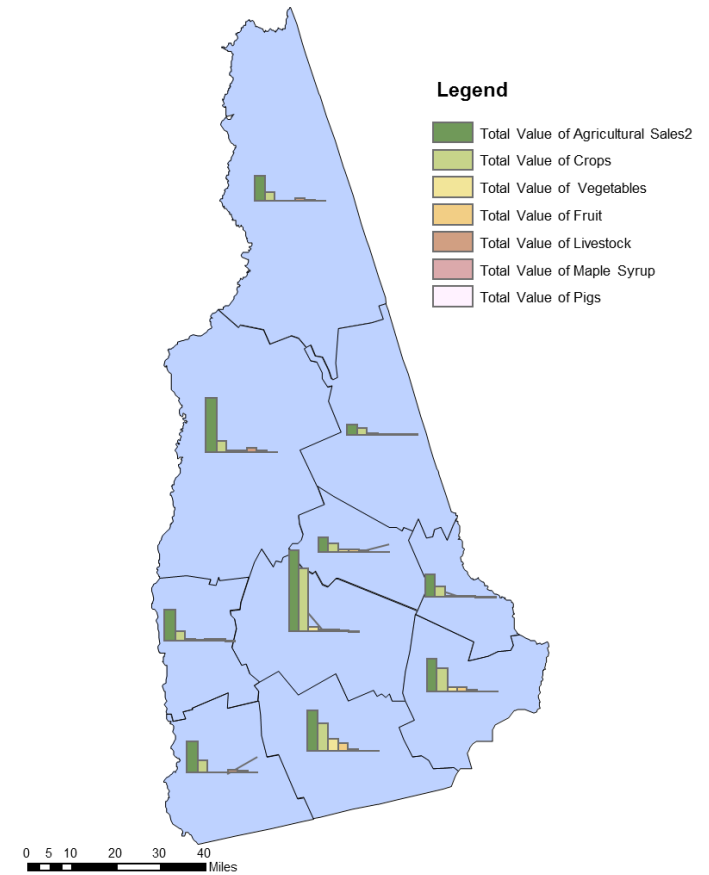 Legend
Total Value of Agricultural Sales2
Total Value of Crops
Total Value of Vegetables
Total Value of Fruit
Total Value of Livestock
Total Value of Maple Syrup
Total Value of Pigs
0 5 10 20 30 40
Miles